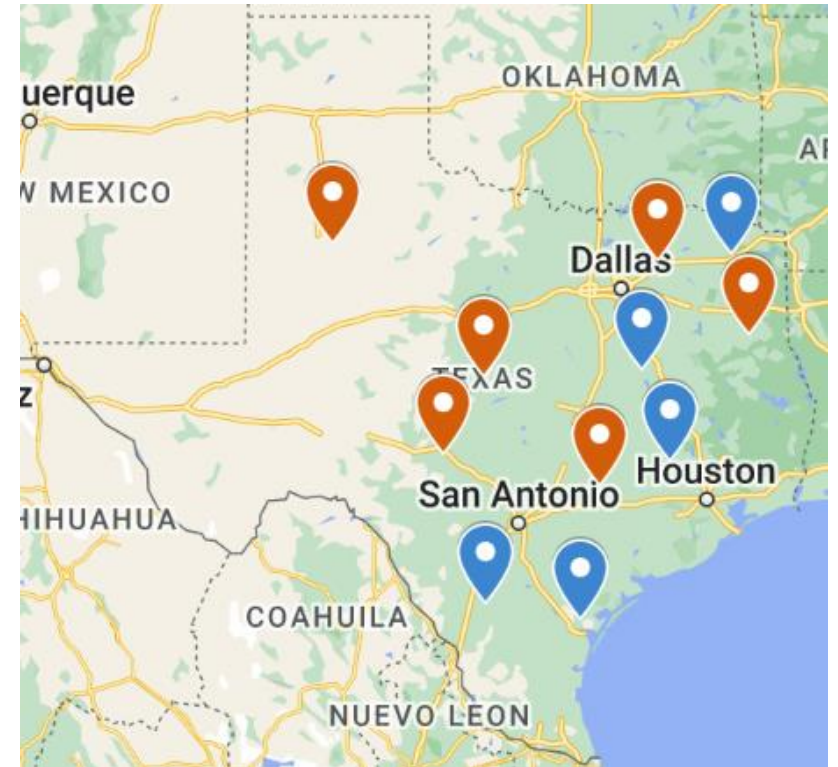 OKLAHOMA
uerque
AR
W MEXICO
Dallas
TEXAS
Z
Houston
San Antonio
HIHUAHUA
COAHUILA
NUEVO LEON